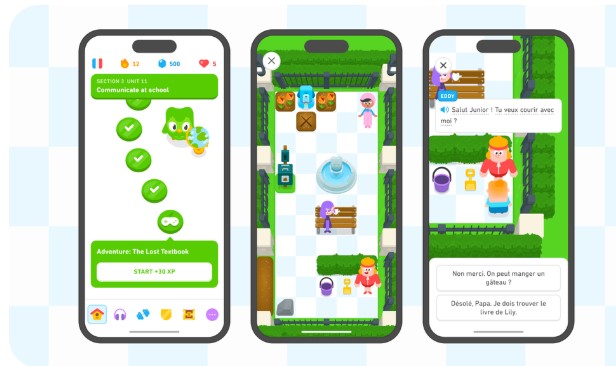 12
500
5
SECTION 3 UNIT 11
Communicate at school
Adventure: The Lost Textbook
START +30 XP
EDDY
Salut Junior ! Tu veux courir avec
moi ?
Non merci. On peut manger un
gâteau ?
Désolé, Papa. Je dois trouver le
livre de Lily.